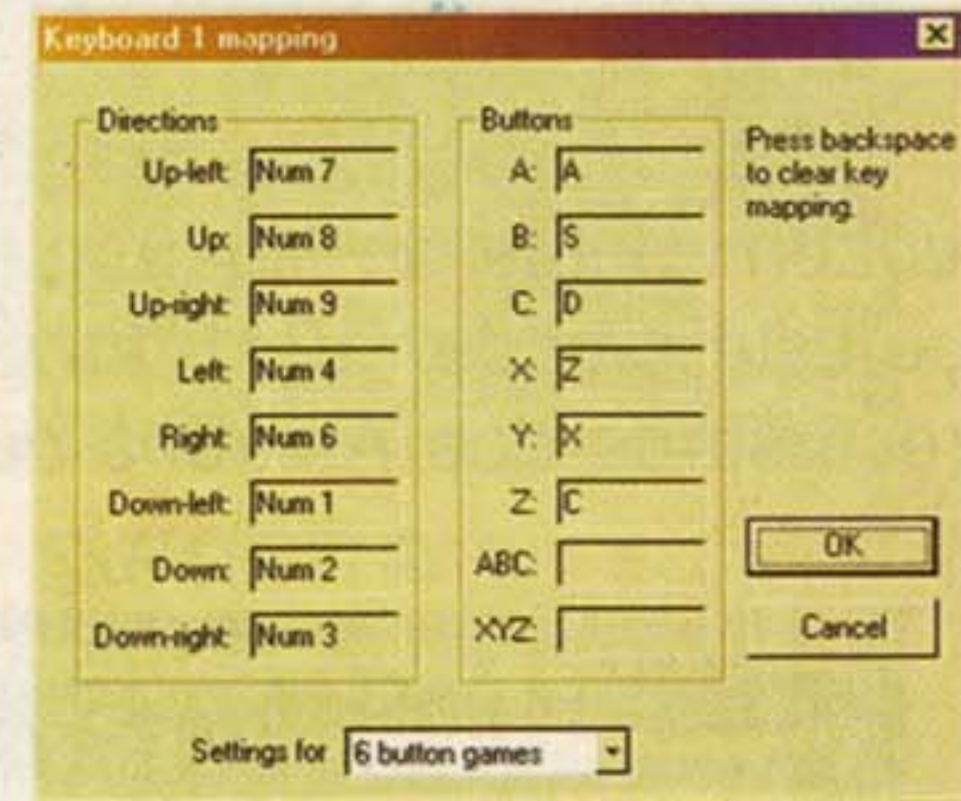 Keyboard 1 mapping
Directions
Up-left: Num 7
Up: Num 8
Up-right: Num 9
Left: Num 4
Right: Num 6
Down-left: Num 1
Down: Num 2
Down-right: Num 3
Buttons
A: A
B: S
C: D
X: Z
Y: X
Z: C
ABC:
XYZ:
Press backspace
to clear key
mapping.
OK
Cancel
Settings for 6 button games